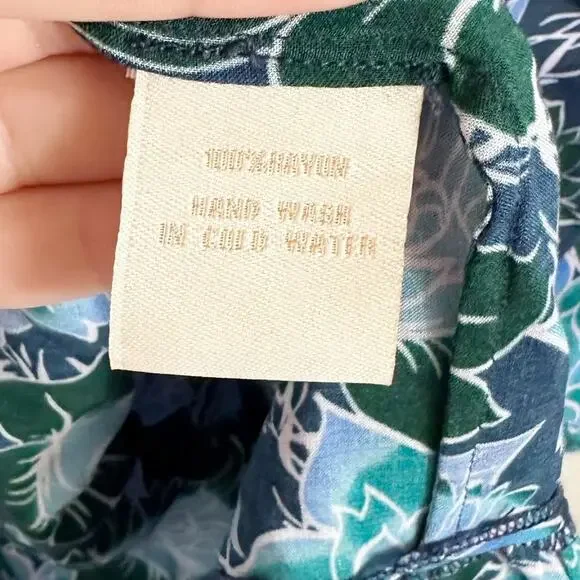 100% RAYON
HAND WASH
IN COLD WATER